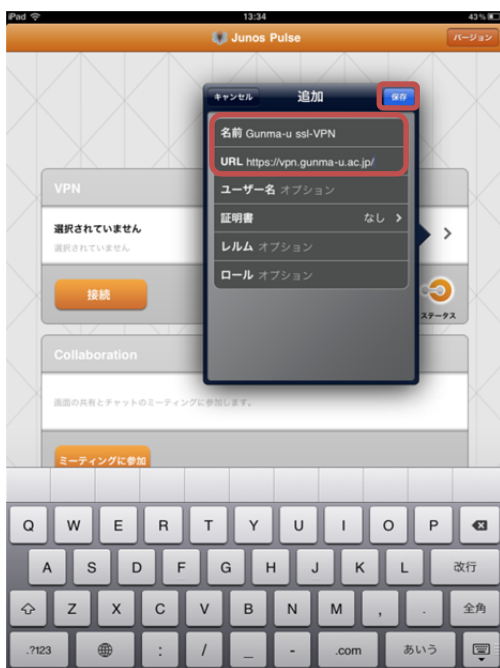 iPad 13:34 43%
Junos Pulse バージョン
キャンセル 追加 保存
名前 Gunma-u ssl-VPN
URL https://vpn.gunma-u.ac.jp/
ユーザー名 オプション
証明書 なし >
レルム オプション
ロール オプション
VPN
選択されていません
選択されていません
接続
ステータス
Collaboration
画面の共有とチャットのミーティングに参加します。
ミーティングに参加
Q W E R T Y U I O P
A S D F G H J K L 改行
Z X C V B N M , . 全角
.?123 : / _ - .com あいう